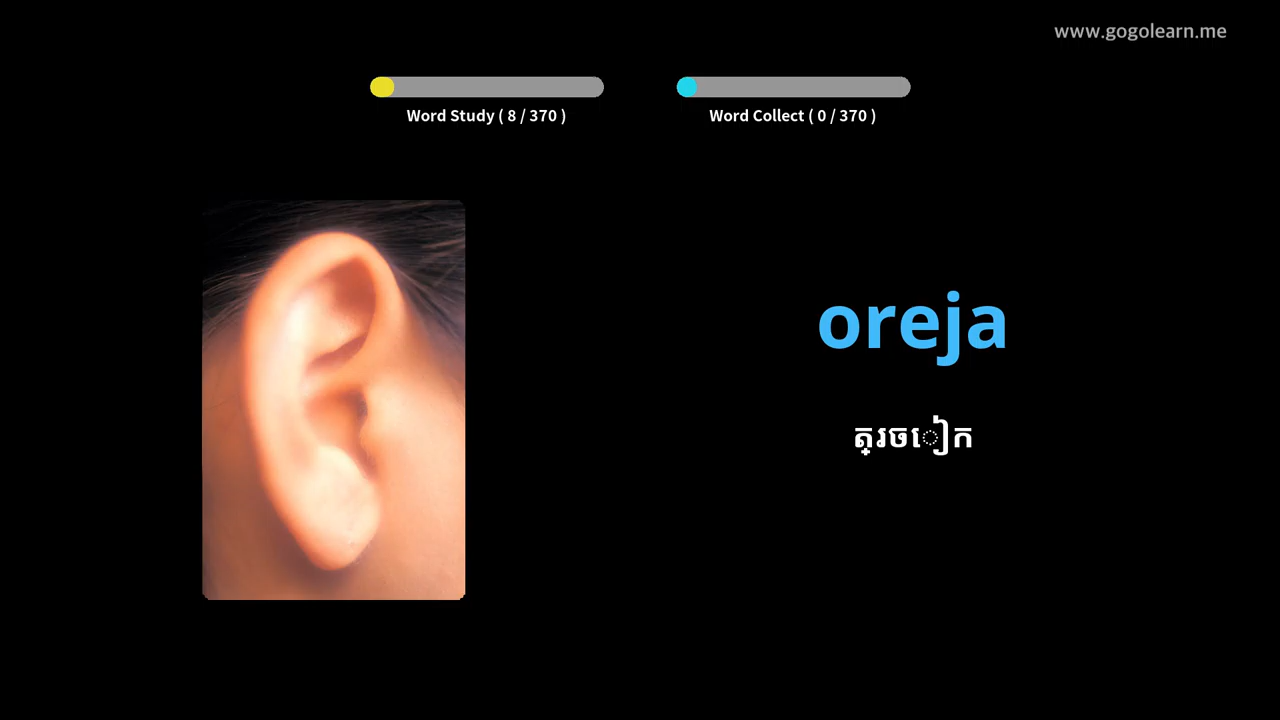 www.gogolearn.me
Word Study ( 8 / 370 )
Word Collect ( 0 / 370 )
oreja
ត្រចៀក